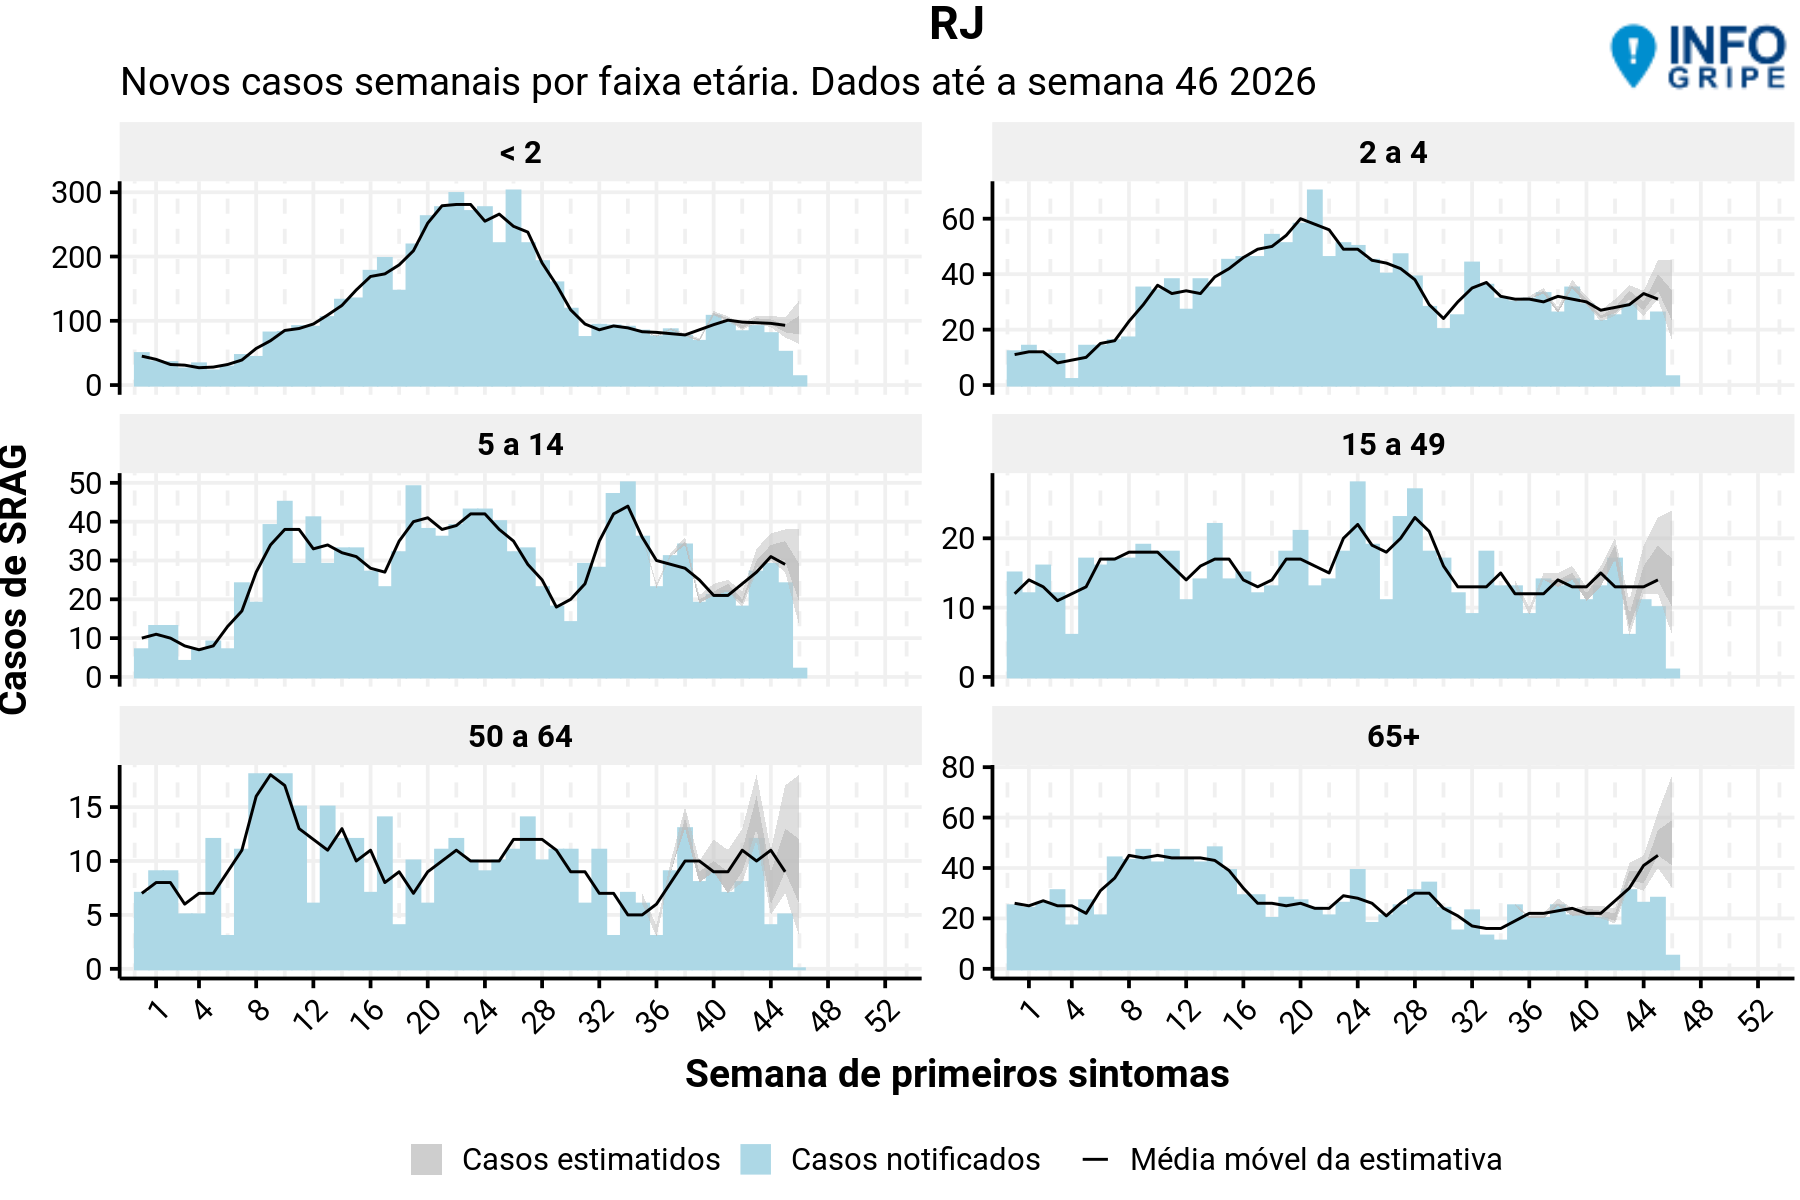 RJ
INFO
GRIPE
Novos casos semanais por faixa etária. Dados até a semana 46 2026
< 2
2 a 4
300
200
100
0
60
40
20
0
5 a 14
15 a 49
50
40
30
20
10
0
20
10
0
Casos de SRAG
50 a 64
65+
15
10
5
0
80
60
40
20
0
1 4 8 12 16 20 24 28 32 36 40 44 48 52
1 4 8 12 16 20 24 28 32 36 40 44 48 52
Semana de primeiros sintomas
Casos estimatidos Casos notificados Média móvel da estimativa